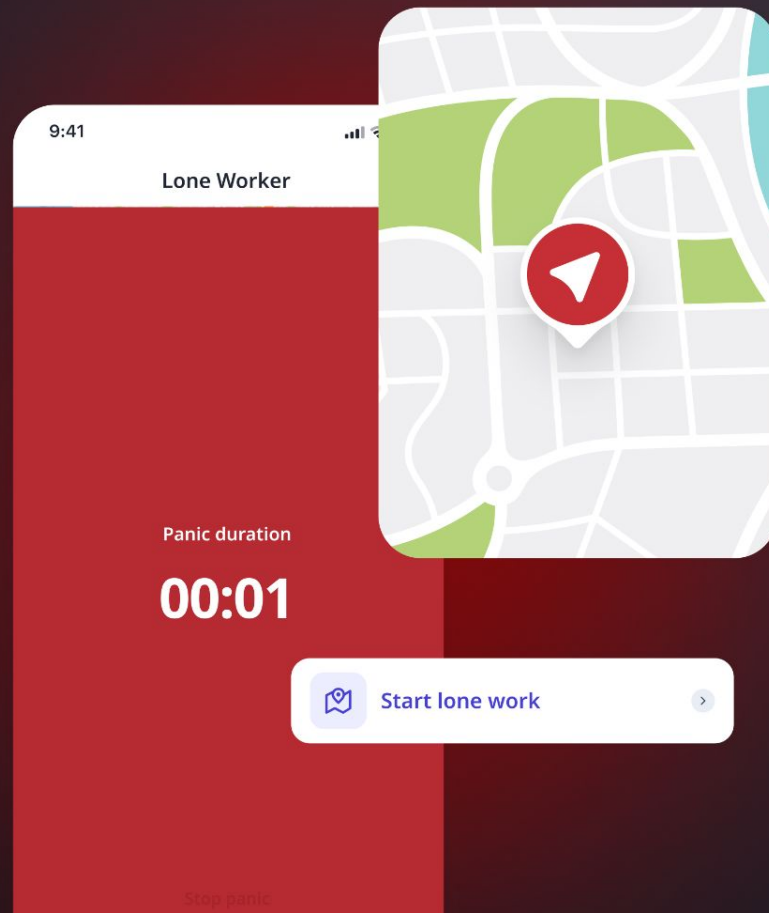 9:41
Lone Worker
Panic duration
00:01
Start lone work
Stop panic